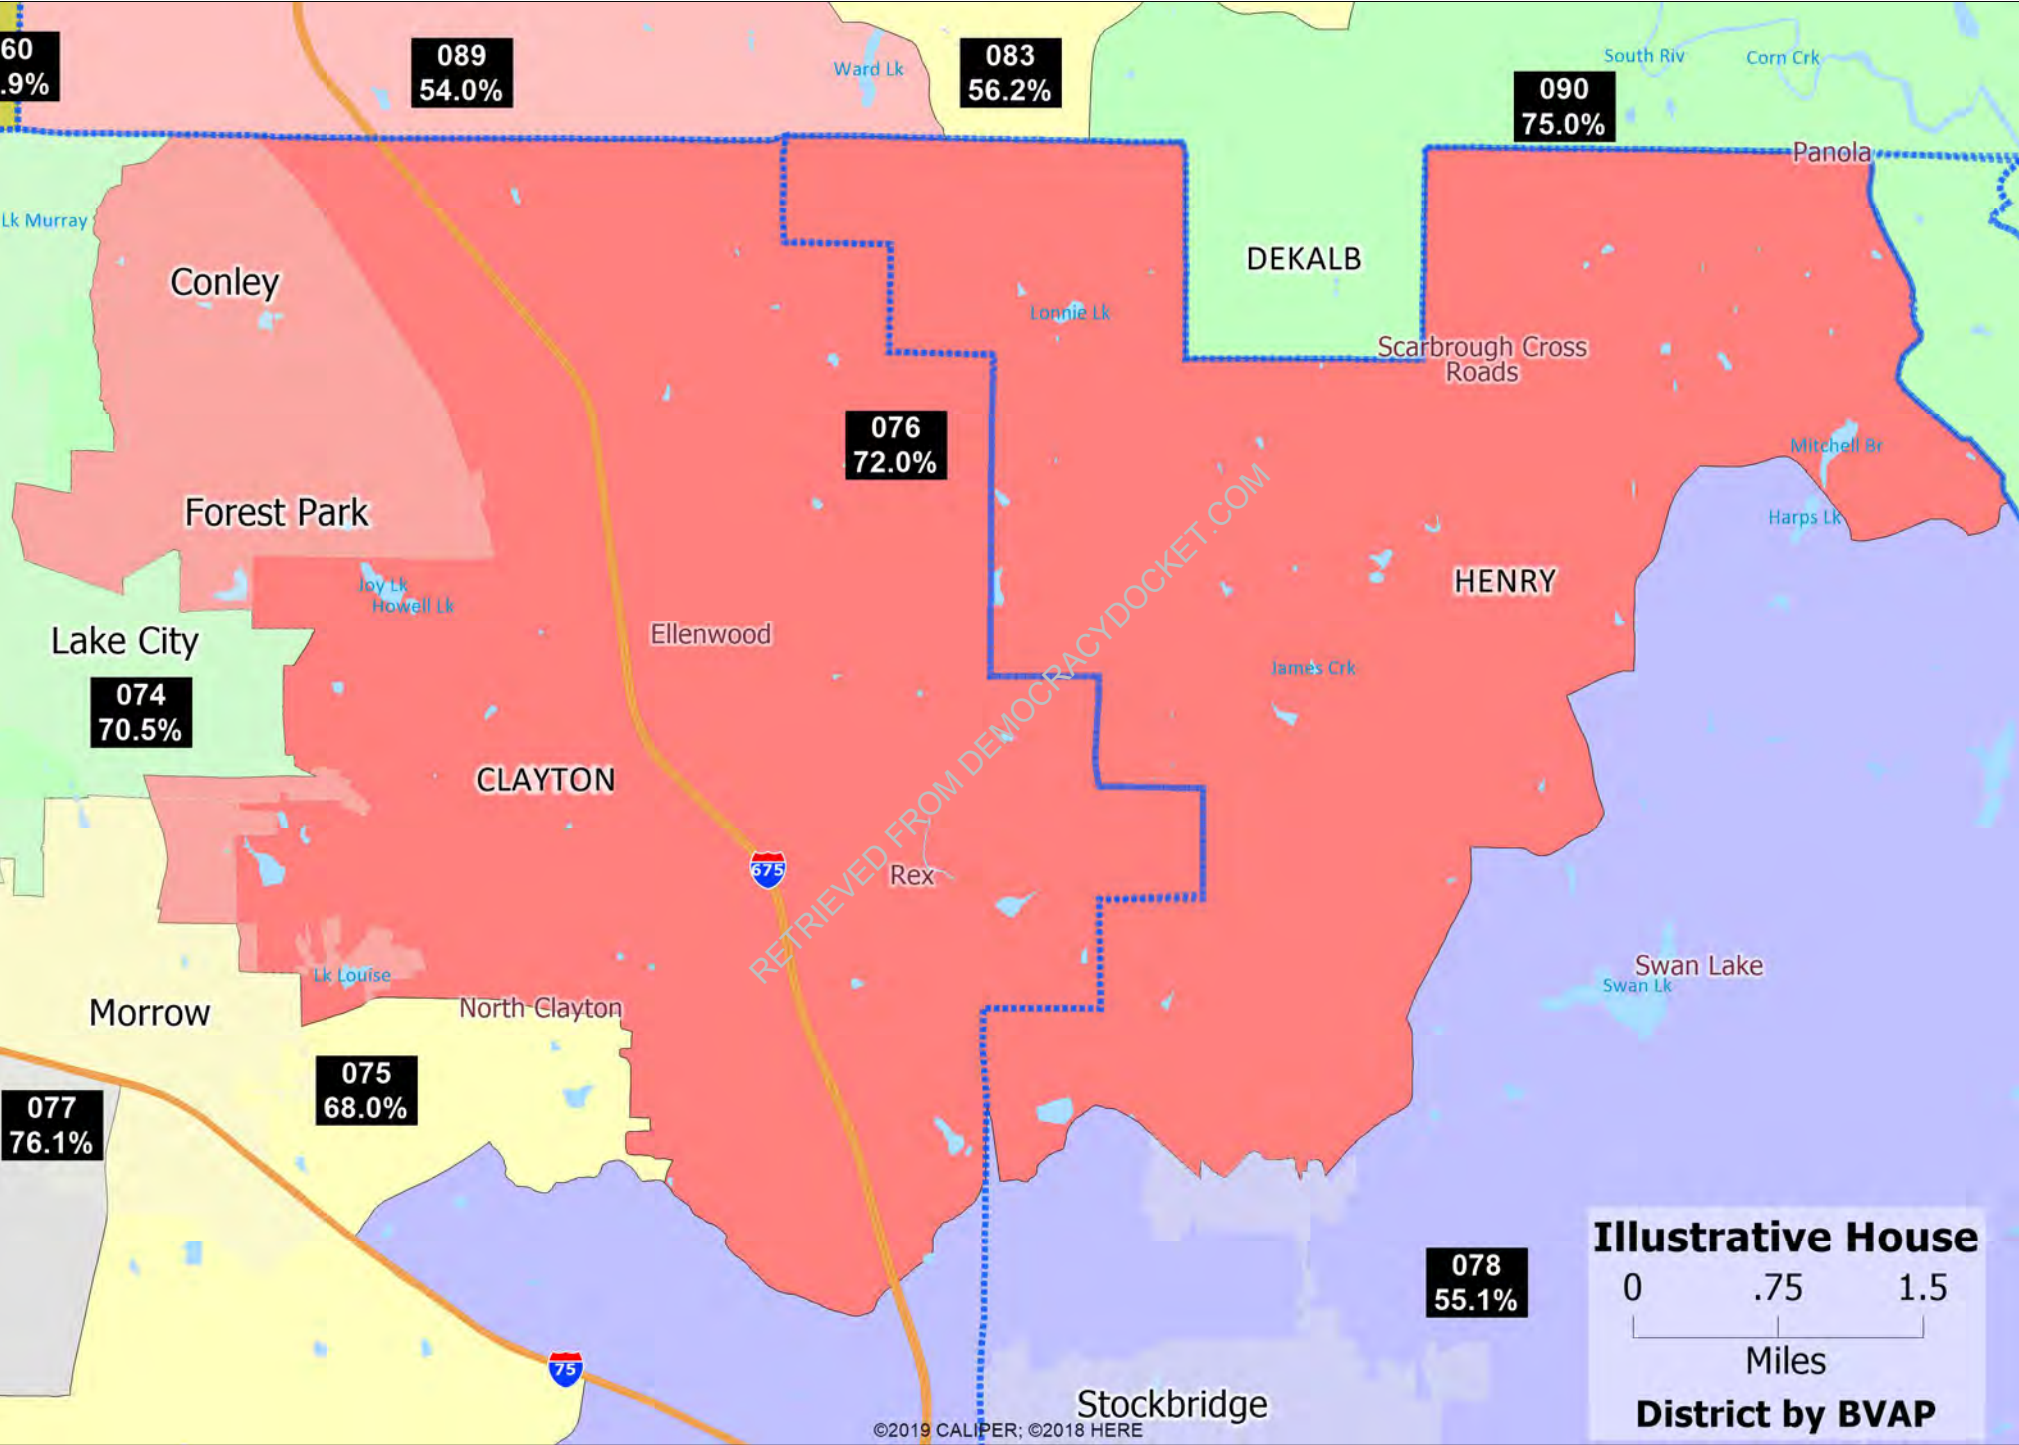 60
.9%
089
54.0%
Ward Lk
083
56.2%
South Riv
Corn Crk
090
75.0%
Panola
Lk Murray
Conley
DEKALB
Lonnie Lk
Scarbrough Cross
Roads
076
72.0%
Mitchell Br
Harps Lk
Forest Park
HENRY
Joy Lk
Howell Lk
Ellenwood
Lake City
James Crk
074
70.5%
CLAYTON
675
Rex
RETRIEVED FROM DEMOCRACYDOCKET.COM
Lk Louise
Swan Lake
Swan Lk
Morrow
North Clayton
075
68.0%
077
76.1%
078
55.1%
Illustrative House
0 .75 1.5
Miles
District by BVAP
75
Stockbridge
©2019 CALIPER; ©2018 HERE